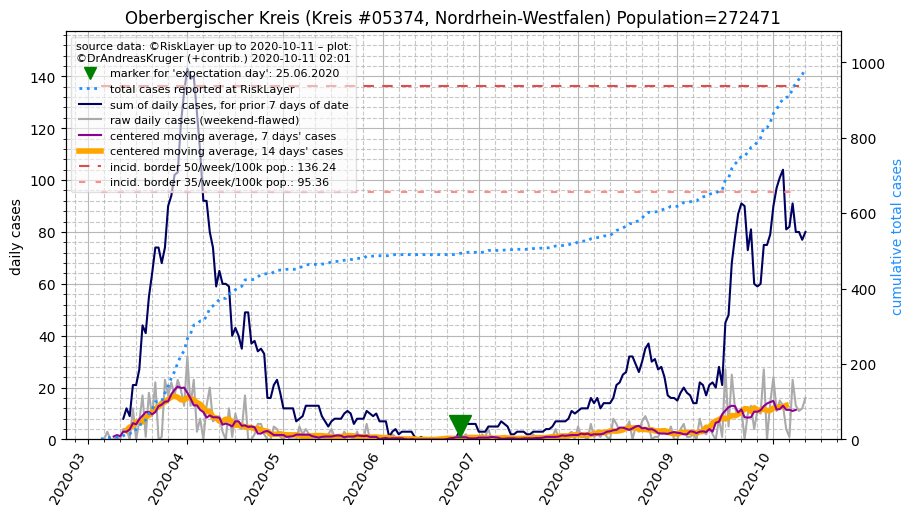 Oberbergischer Kreis (Kreis #05374, Nordrhein-Westfalen) Population=272471
source data: ©RiskLayer up to 2020-10-11 – plot:
©DrAndreasKruger (+contrib.) 2020-10-11 02:01
marker for 'expectation day': 25.06.2020
total cases reported at RiskLayer
sum of daily cases, for prior 7 days of date
raw daily cases (weekend-flawed)
centered moving average, 7 days' cases
centered moving average, 14 days' cases
incid. border 50/week/100k pop.: 136.24
incid. border 35/week/100k pop.: 95.36
daily cases
140
120
100
80
60
40
20
0
cumulative total cases
1000
800
600
400
200
0
2020-03
2020-04
2020-05
2020-06
2020-07
2020-08
2020-09
2020-10